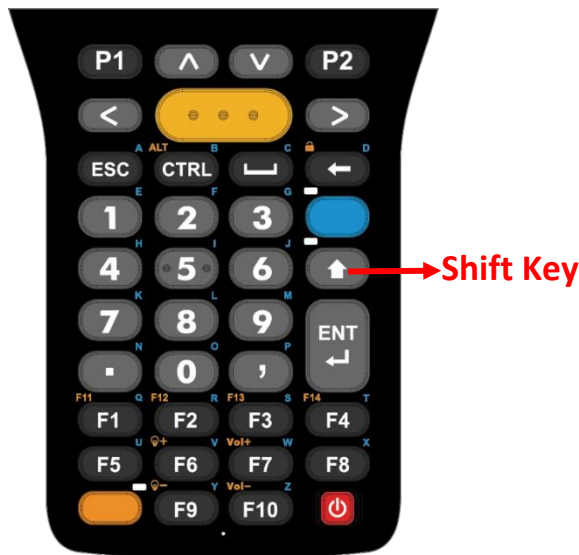 P1 ∧ ∨ P2
< >
A ALT B C D
ESC CTRL ←
E F G
1 2 3
H I J
4 5 6 Shift Key
K L M
7 8 9 ENT
N O P
. 0 ,
F11 Q F12 R F13 S F14 T
F1 F2 F3 F4
U + V Vol+ W X
F5 F6 F7 F8
− Y Vol− Z
F9 F10